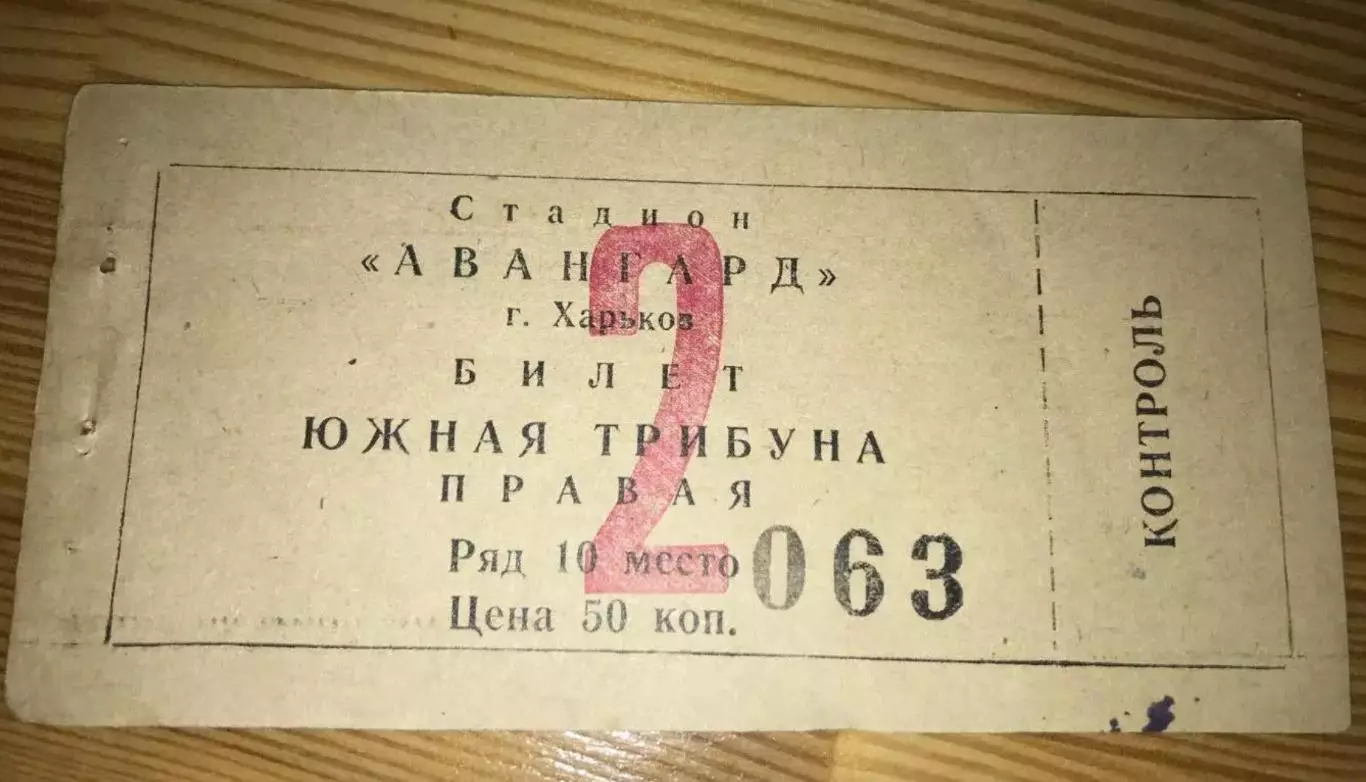 Стадион
«АВАНГАРД»
г. Харьков
БИЛЕТ
ЮЖНАЯ ТРИБУНА
ПРАВАЯ
Ряд 10 место 063
Цена 50 коп.
2
КОНТРОЛЬ